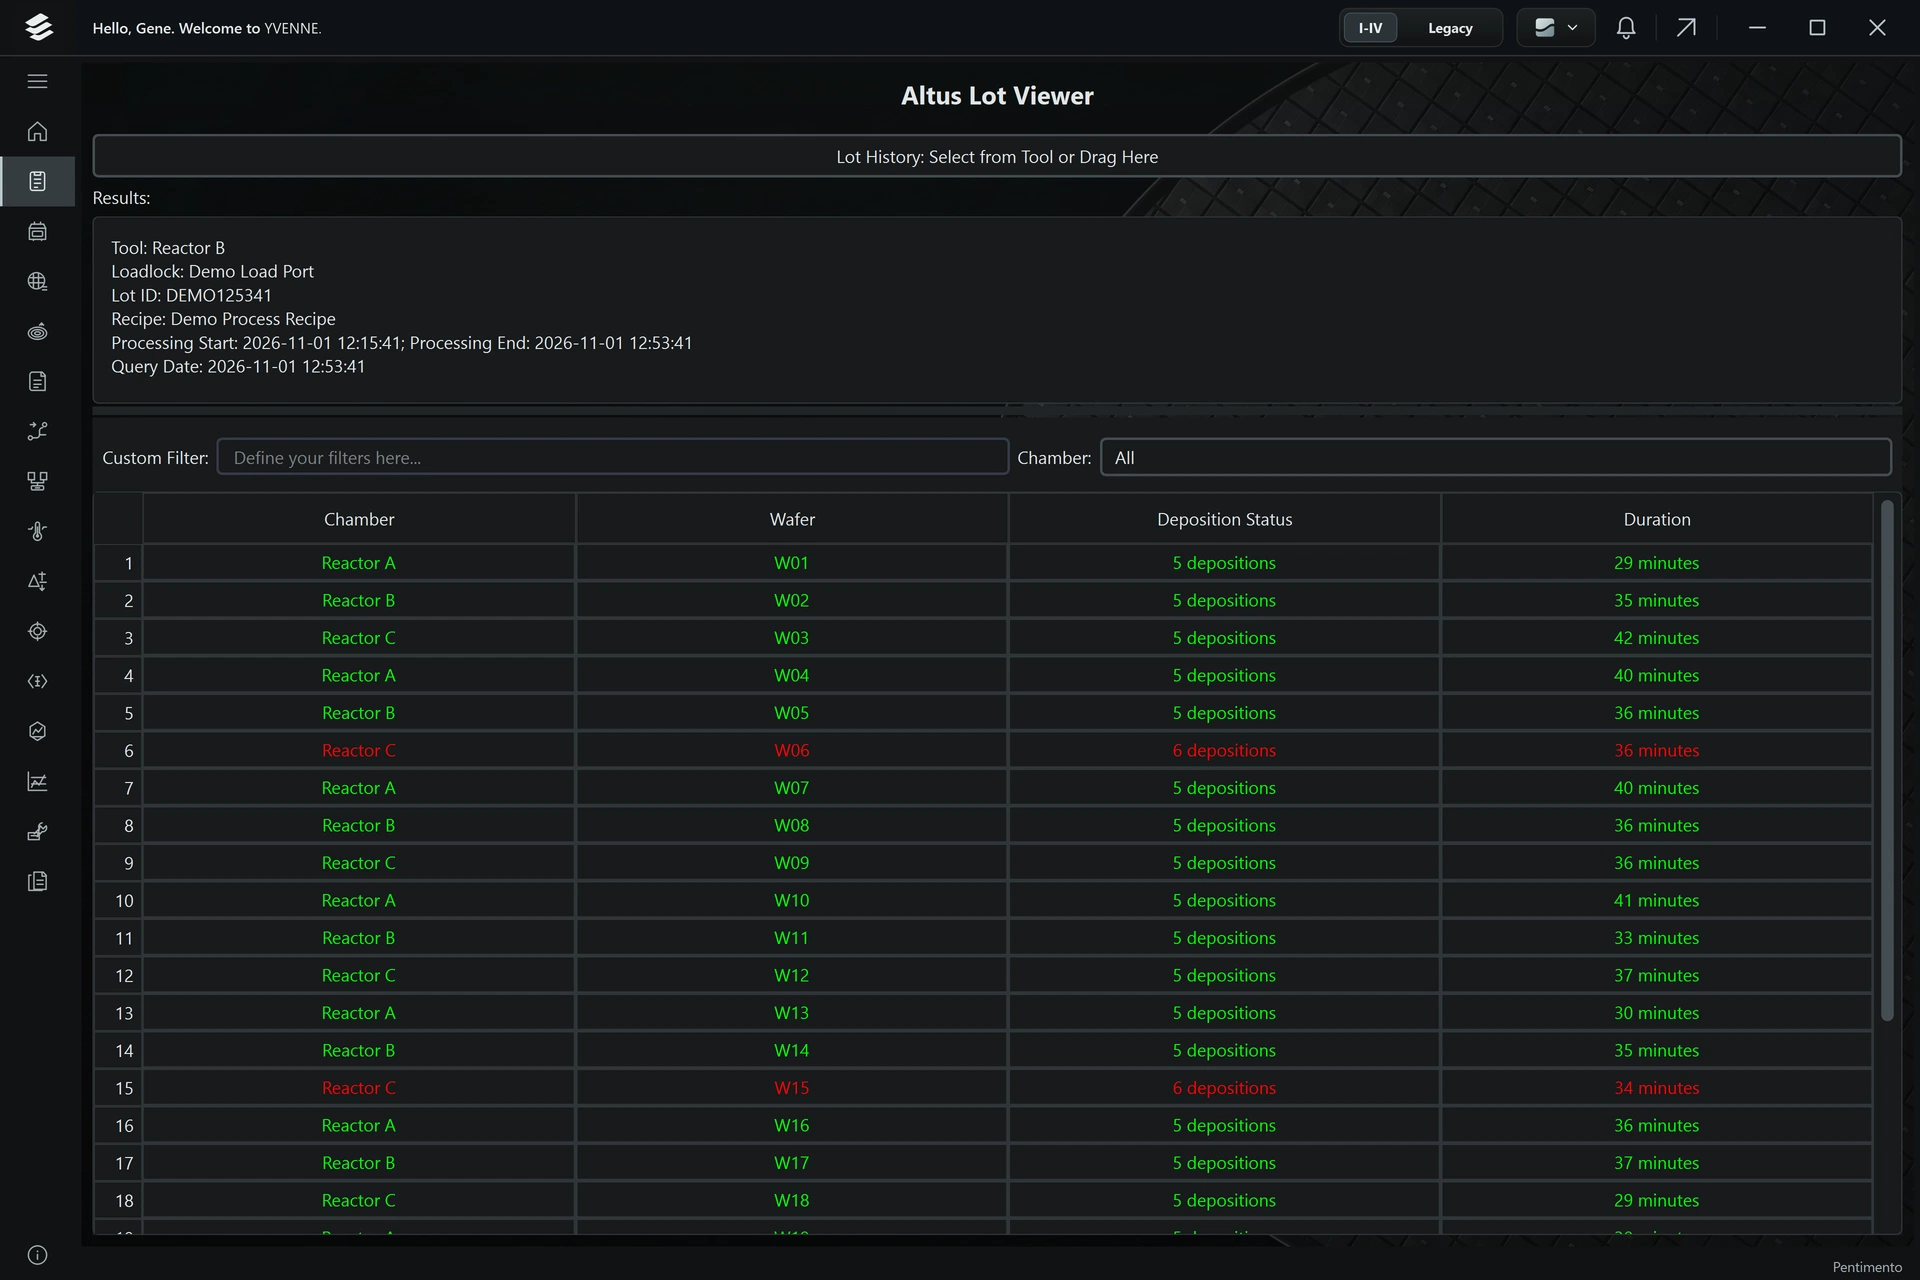 Hello, Gene. Welcome to YVENNE.
I-IV
Legacy
Altus Lot Viewer
Lot History: Select from Tool or Drag Here
Results:
Tool: Reactor B
Loadlock: Demo Load Port
Lot ID: DEMO125341
Recipe: Demo Process Recipe
Processing Start: 2026-11-01 12:15:41; Processing End: 2026-11-01 12:53:41
Query Date: 2026-11-01 12:53:41
Custom Filter: Define your filters here... Chamber: All
Chamber Wafer Deposition Status Duration
1 Reactor A W01 5 depositions 29 minutes
2 Reactor B W02 5 depositions 35 minutes
3 Reactor C W03 5 depositions 42 minutes
4 Reactor A W04 5 depositions 40 minutes
5 Reactor B W05 5 depositions 36 minutes
6 Reactor C W06 6 depositions 36 minutes
7 Reactor A W07 5 depositions 40 minutes
8 Reactor B W08 5 depositions 36 minutes
9 Reactor C W09 5 depositions 36 minutes
10 Reactor A W10 5 depositions 41 minutes
11 Reactor B W11 5 depositions 33 minutes
12 Reactor C W12 5 depositions 37 minutes
13 Reactor A W13 5 depositions 30 minutes
14 Reactor B W14 5 depositions 35 minutes
15 Reactor C W15 6 depositions 34 minutes
16 Reactor A W16 5 depositions 36 minutes
17 Reactor B W17 5 depositions 37 minutes
18 Reactor C W18 5 depositions 29 minutes
Pentimento